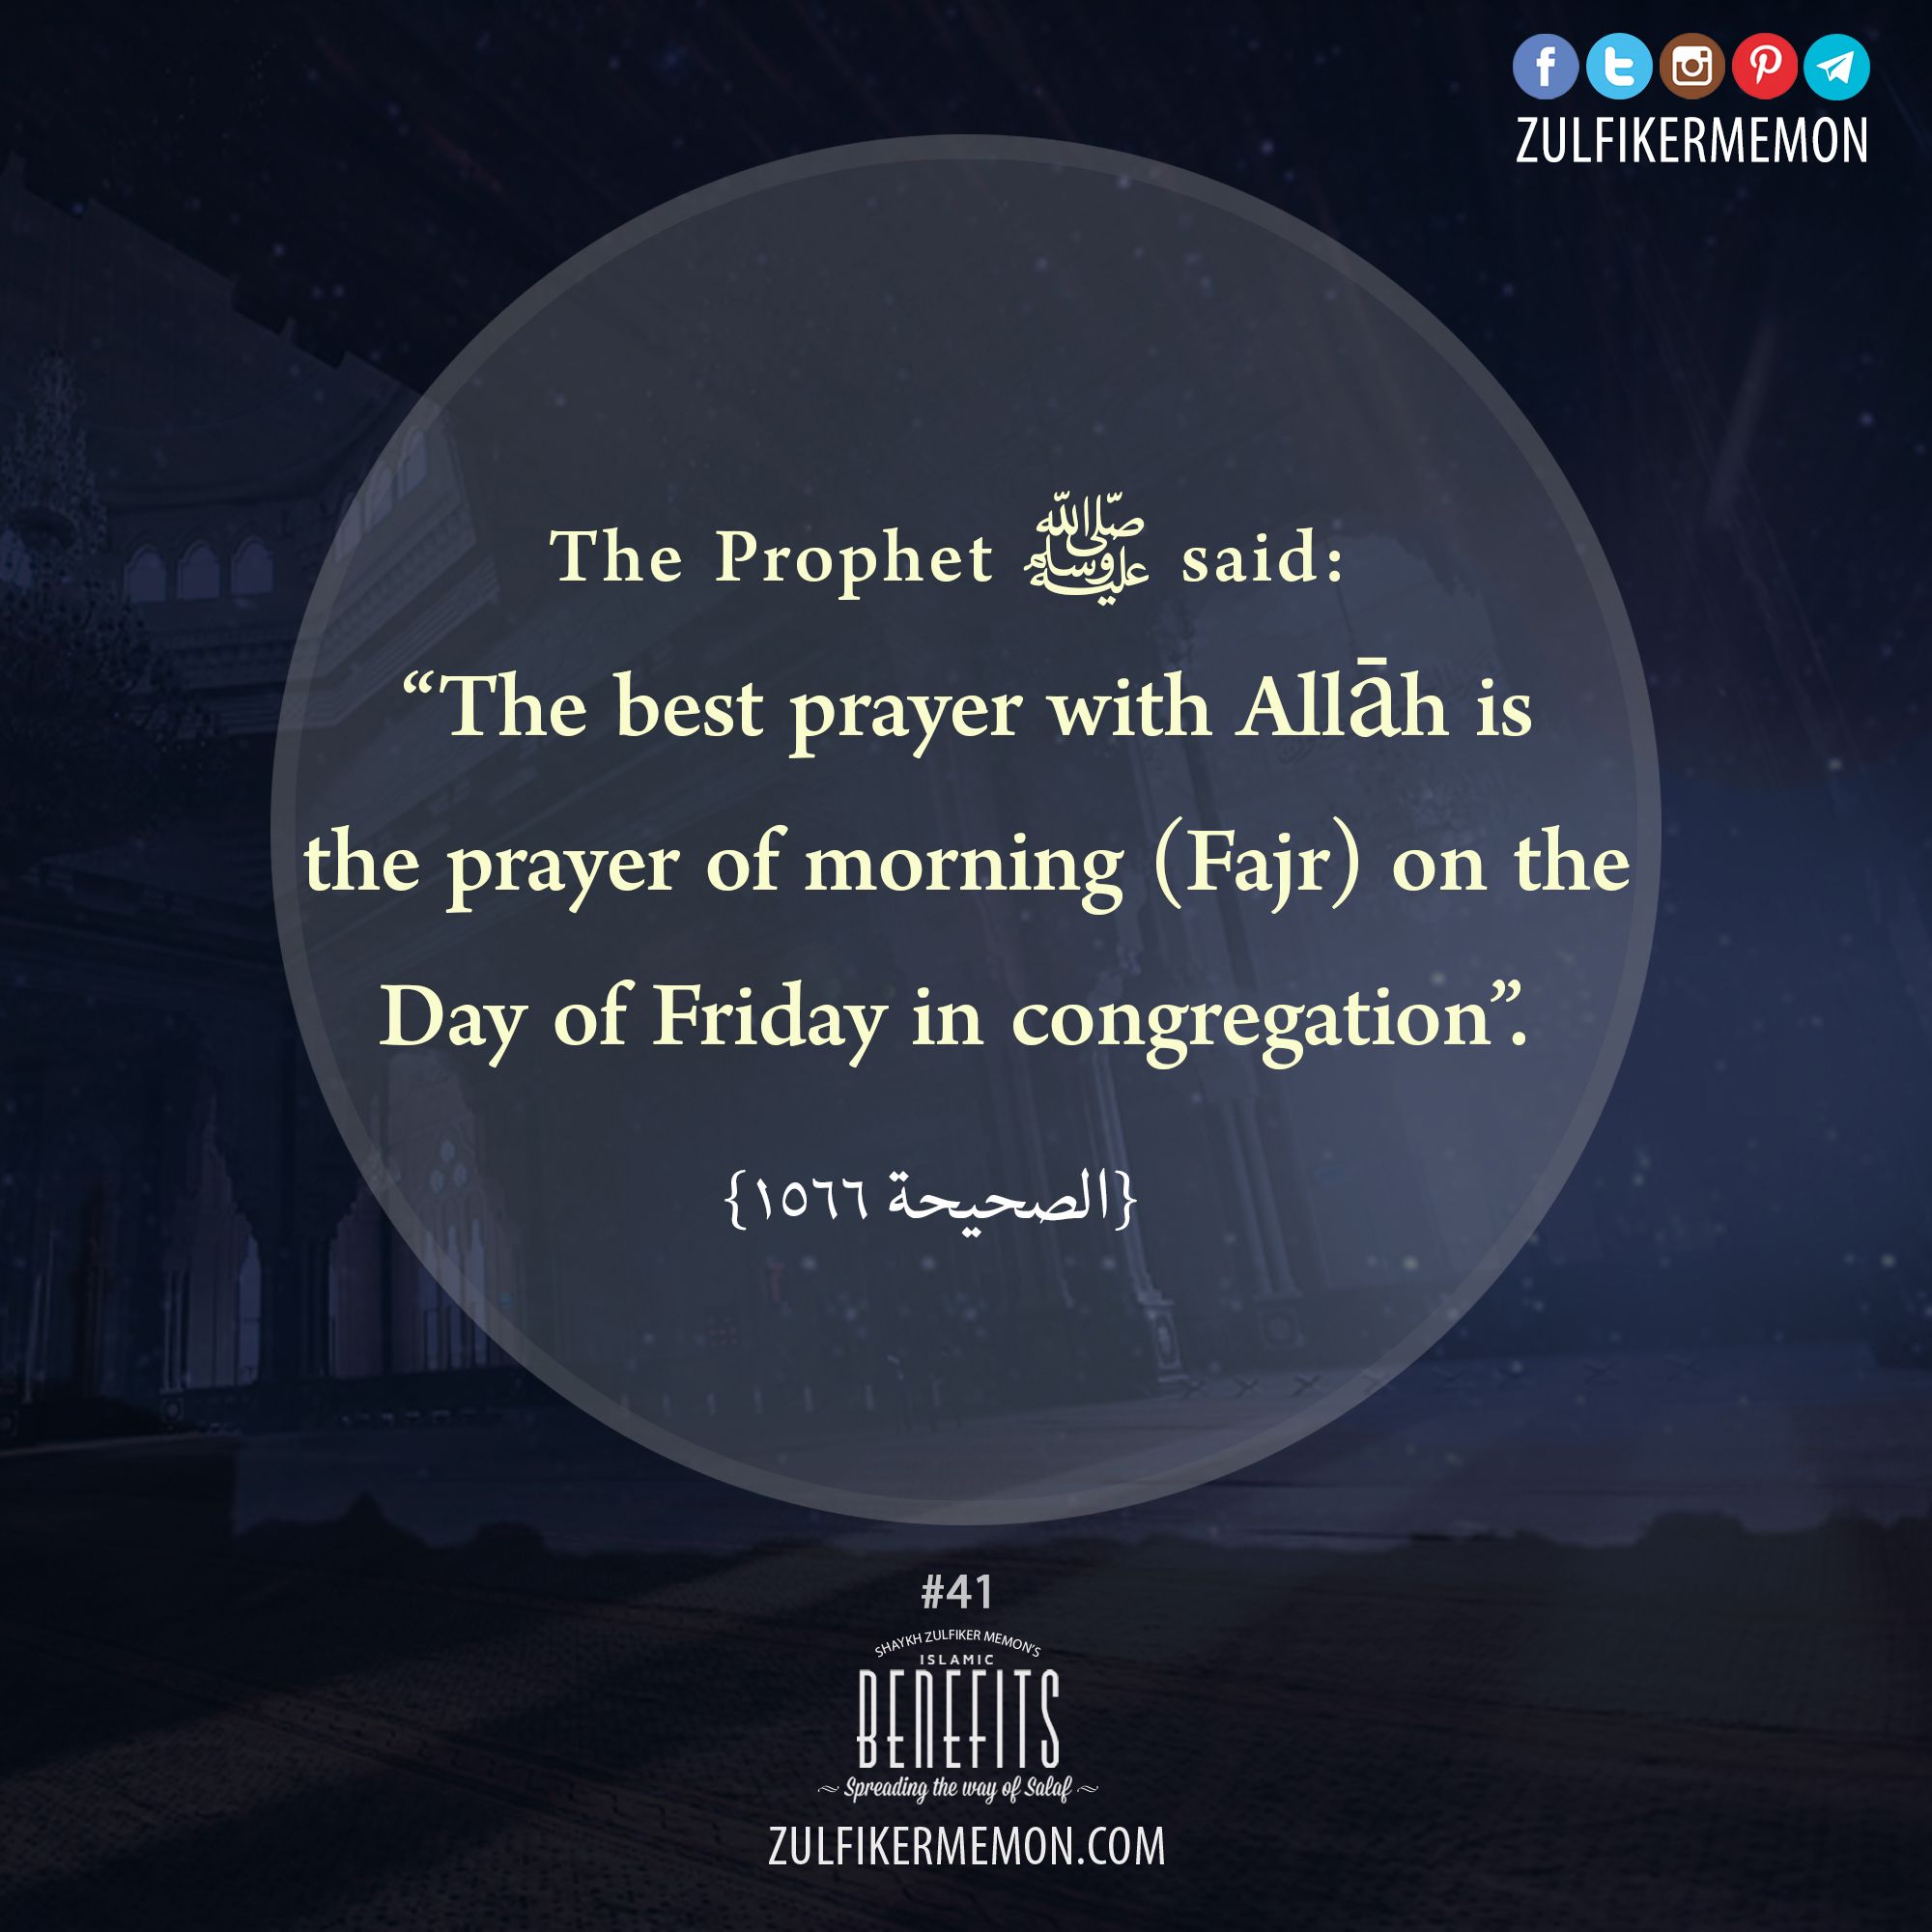 ZULFIKERMEMON
The Prophet ﷺ said:
“The best prayer with Allāh is
the prayer of morning (Fajr) on the
Day of Friday in congregation”.
{الصحيحة ١٥٦٦}
#41
SHAYKH ZULFIKER MEMON'S
ISLAMIC
BENEFITS
~ Spreading the way of Salaf ~
ZULFIKERMEMON.COM